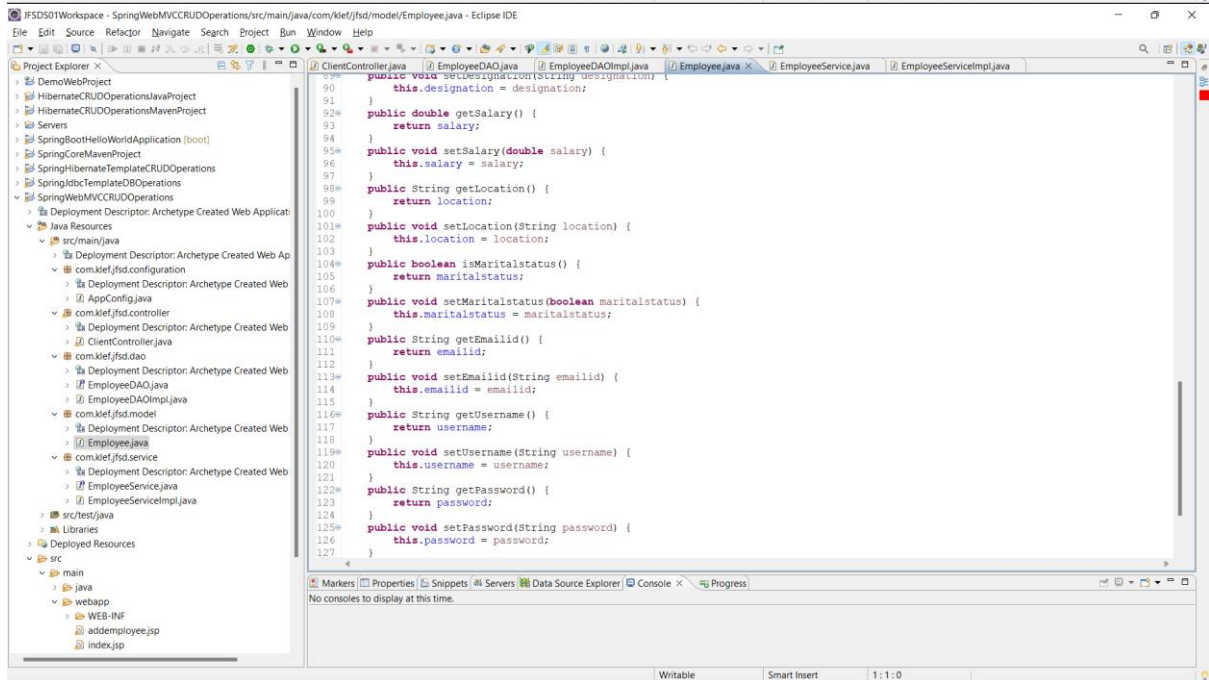 JFSDS01Workspace - SpringWebMVCCRUDOperations/src/main/java/com/klef/jfsd/model/Employee.java - Eclipse IDE
File Edit Source Refactor Navigate Search Project Run Window Help
Project Explorer
DemoWebProject
HibernateCRUDOperationsJavaProject
HibernateCRUDOperationsMavenProject
Servers
SpringBootHelloWorldApplication [boot]
SpringCoreMavenProject
SpringHibernateTemplateCRUDOperations
SpringJdbcTemplateDBOperations
SpringWebMVCCRUDOperations
Deployment Descriptor: Archetype Created Web Applicati
Java Resources
src/main/java
Deployment Descriptor: Archetype Created Web Ap
com.klef.jfsd.configuration
Deployment Descriptor: Archetype Created Web
AppConfig.java
com.klef.jfsd.controller
Deployment Descriptor: Archetype Created Web
ClientController.java
com.klef.jfsd.dao
Deployment Descriptor: Archetype Created Web
EmployeeDAO.java
EmployeeDAOImpl.java
com.klef.jfsd.model
Deployment Descriptor: Archetype Created Web
Employee.java
com.klef.jfsd.service
Deployment Descriptor: Archetype Created Web
EmployeeService.java
EmployeeServiceImpl.java
src/test/java
Libraries
Deployed Resources
src
main
java
webapp
WEB-INF
addemployee.jsp
index.jsp
ClientController.java EmployeeDAO.java EmployeeDAOImpl.java Employee.java EmployeeService.java EmployeeServiceImpl.java
89 public void setDesignation(String designation) {
90 this.designation = designation;
91 }
92 public double getSalary() {
93 return salary;
94 }
95 public void setSalary(double salary) {
96 this.salary = salary;
97 }
98 public String getLocation() {
99 return location;
100 }
101 public void setLocation(String location) {
102 this.location = location;
103 }
104 public boolean isMaritalstatus() {
105 return maritalstatus;
106 }
107 public void setMaritalstatus(boolean maritalstatus) {
108 this.maritalstatus = maritalstatus;
109 }
110 public String getEmailid() {
111 return emailid;
112 }
113 public void setEmailid(String emailid) {
114 this.emailid = emailid;
115 }
116 public String getUsername() {
117 return username;
118 }
119 public void setUsername(String username) {
120 this.username = username;
121 }
122 public String getPassword() {
123 return password;
124 }
125 public void setPassword(String password) {
126 this.password = password;
127 }
Markers Properties Snippets Servers Data Source Explorer Console Progress
No consoles to display at this time.
Writable Smart Insert 1 : 1 : 0